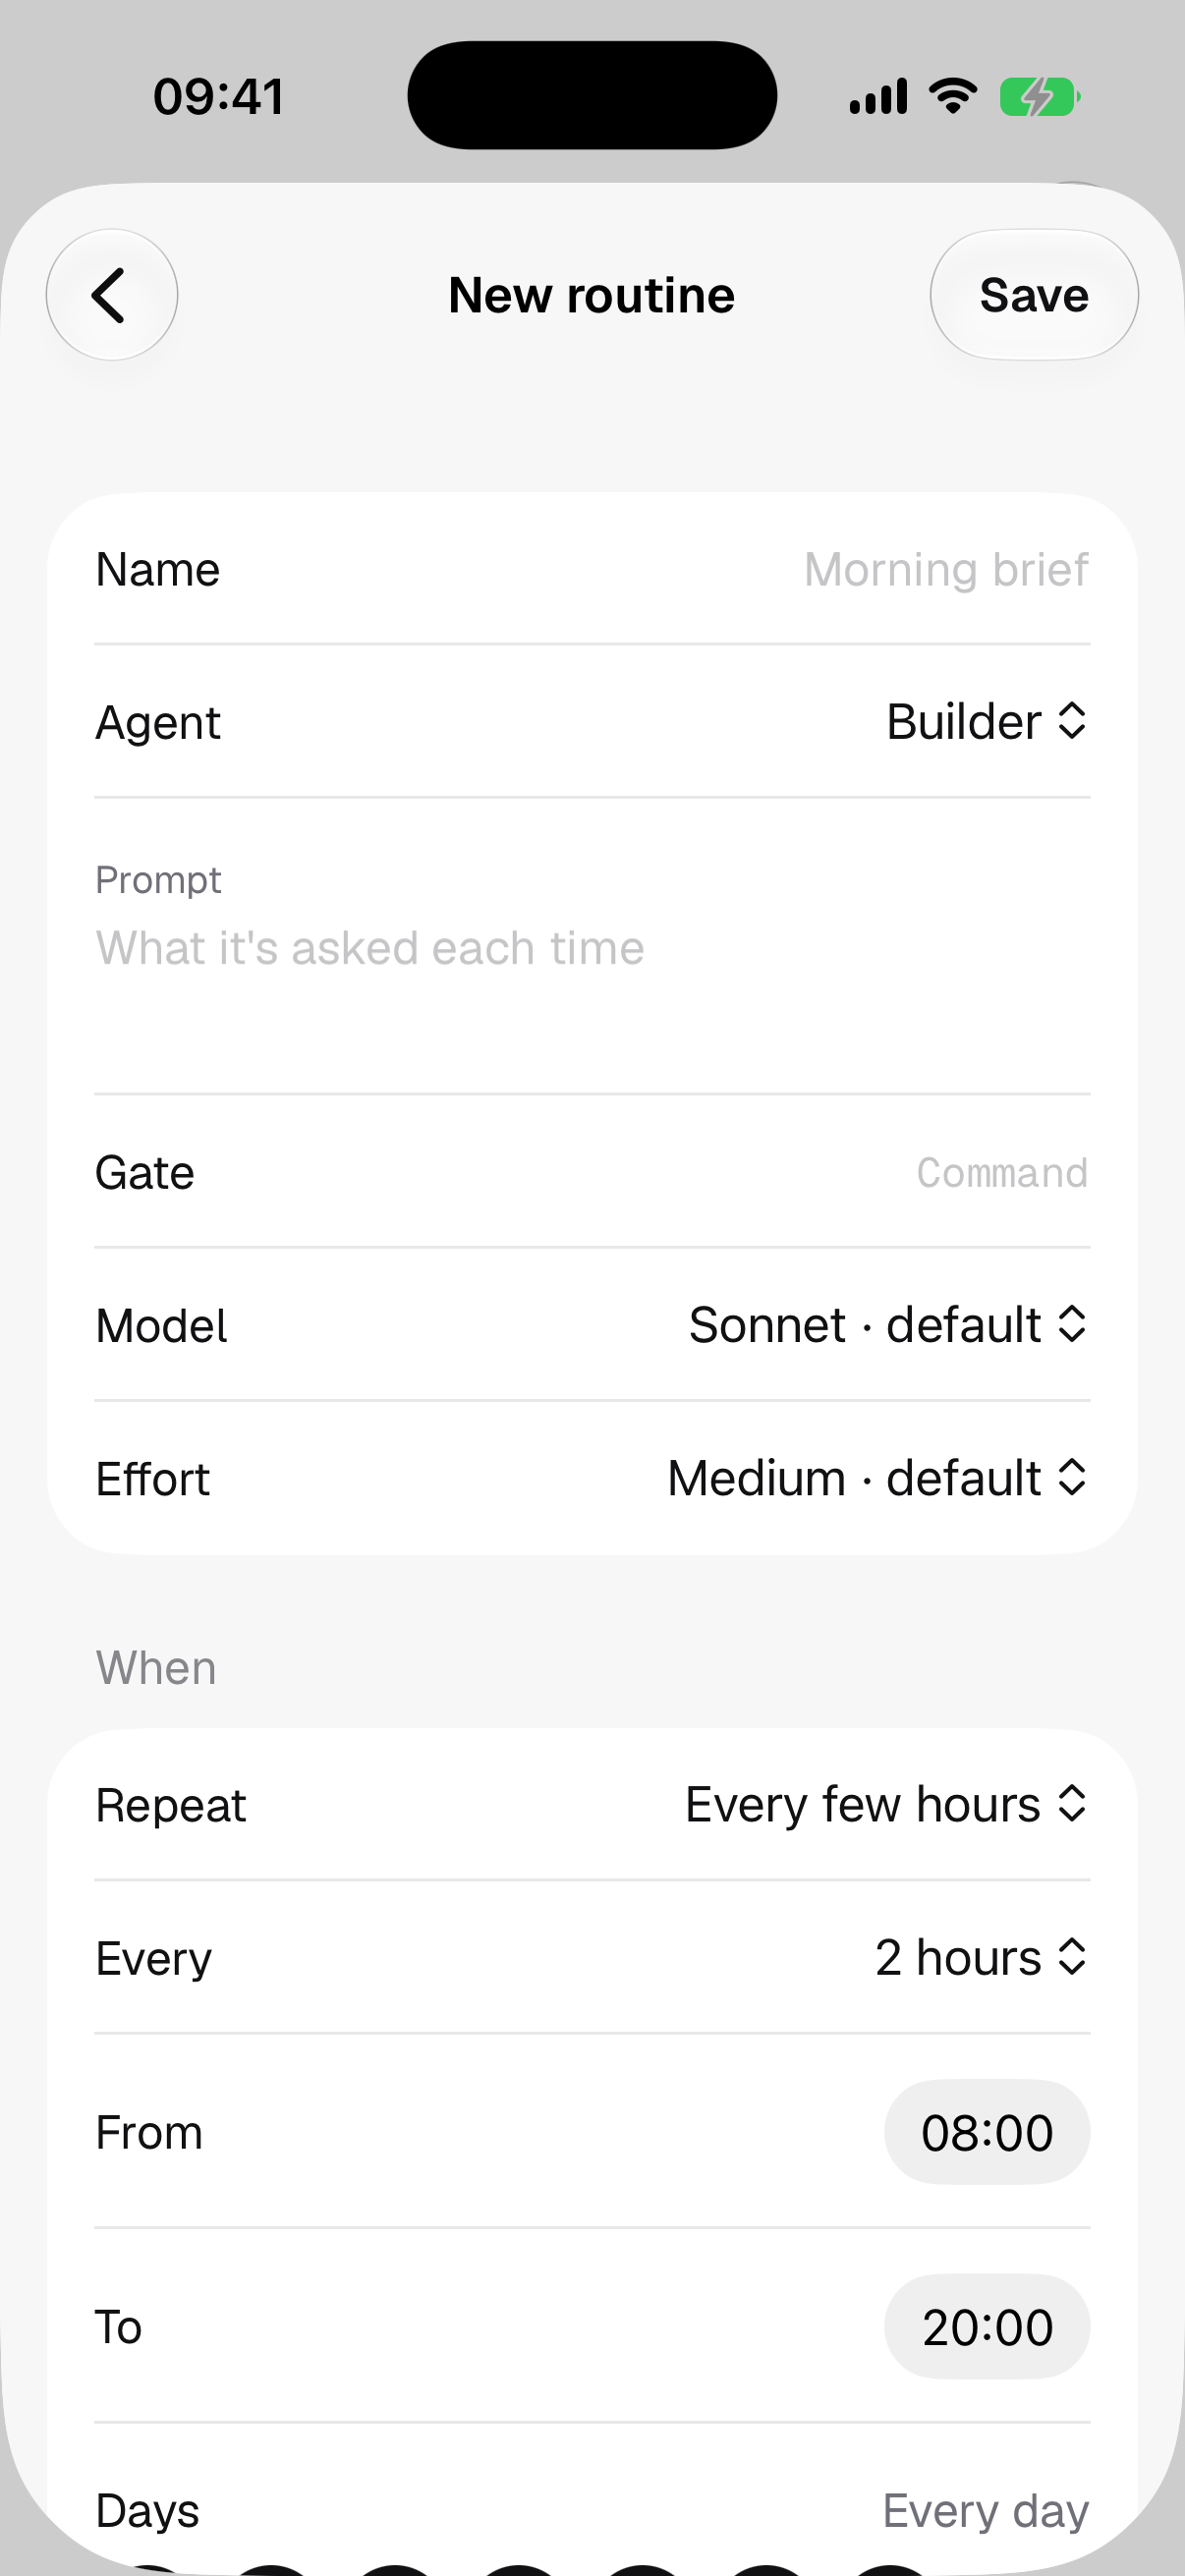 09:41
New routine
Save
Name
Morning brief
Agent
Builder
Prompt
What it's asked each time
Gate
Command
Model
Sonnet · default
Effort
Medium · default
When
Repeat
Every few hours
Every
2 hours
From
08:00
To
20:00
Days
Every day